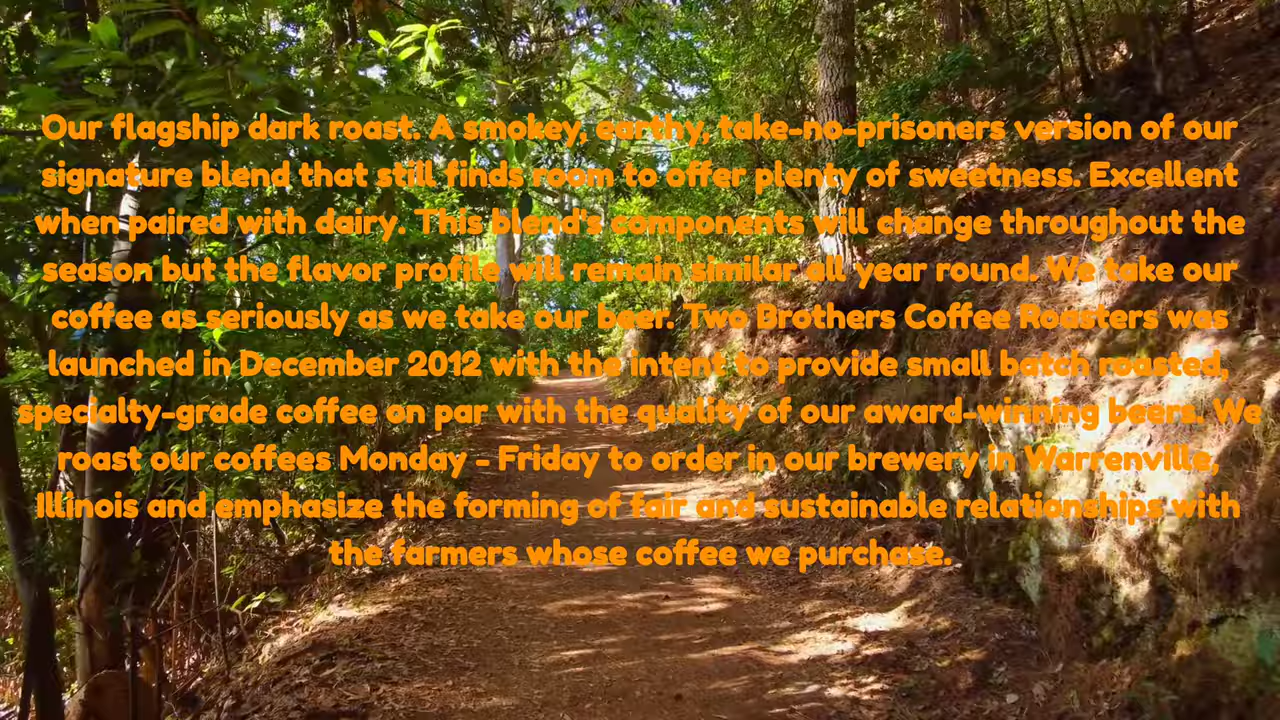 Our flagship dark roast. A smokey, earthy, take-no-prisoners version of our
signature blend that still finds room to offer plenty of sweetness. Excellent
when paired with dairy. This blend's components will change throughout the
season but the flavor profile will remain similar all year round. We take our
coffee as seriously as we take our beer. Two Brothers Coffee Roasters was
launched in December 2012 with the intent to provide small batch roasted,
specialty-grade coffee on par with the quality of our award-winning beers. We
roast our coffees Monday - Friday to order in our brewery in Warrenville,
Illinois and emphasize the forming of fair and sustainable relationships with
the farmers whose coffee we purchase.